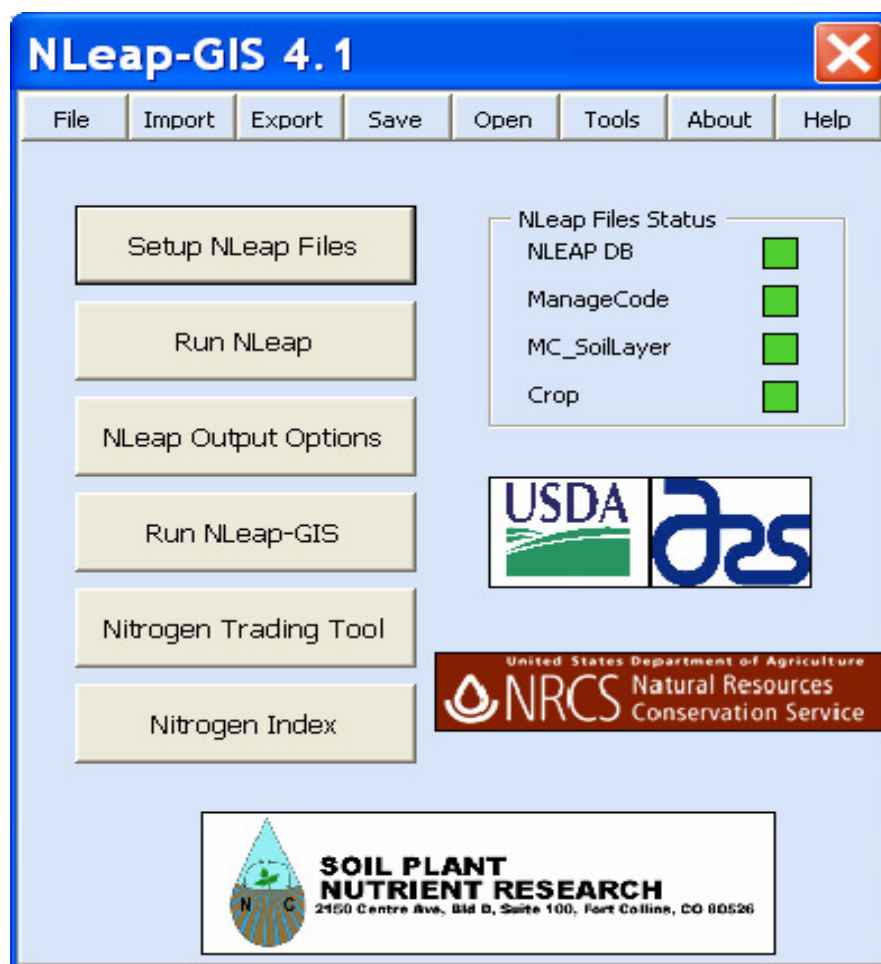 NLeap-GIS 4.1
File Import Export Save Open Tools About Help
Setup NLeap Files
Run NLeap
NLeap Output Options
Run NLeap-GIS
Nitrogen Trading Tool
Nitrogen Index
NLeap Files Status
NLEAP DB
ManageCode
MC_SoilLayer
Crop
USDA
ars
United States Department of Agriculture
NRCS Natural Resources
Conservation Service
N C
SOIL PLANT
NUTRIENT RESEARCH
2150 Centre Ave, Bld D, Suite 100, Fort Collins, CO 80526